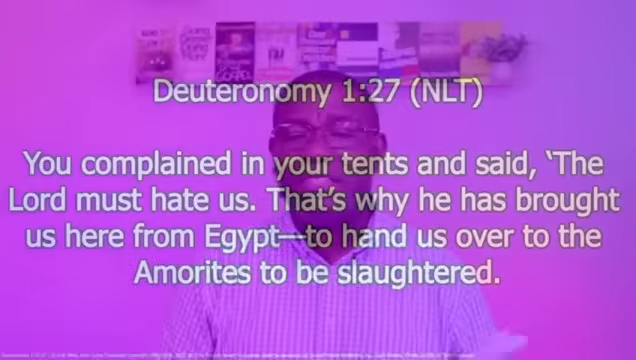 Deuteronomy 1:27 (NLT)
You complained in your tents and said, 'The
Lord must hate us. That's why he has brought
us here from Egypt—to hand us over to the
Amorites to be slaughtered.